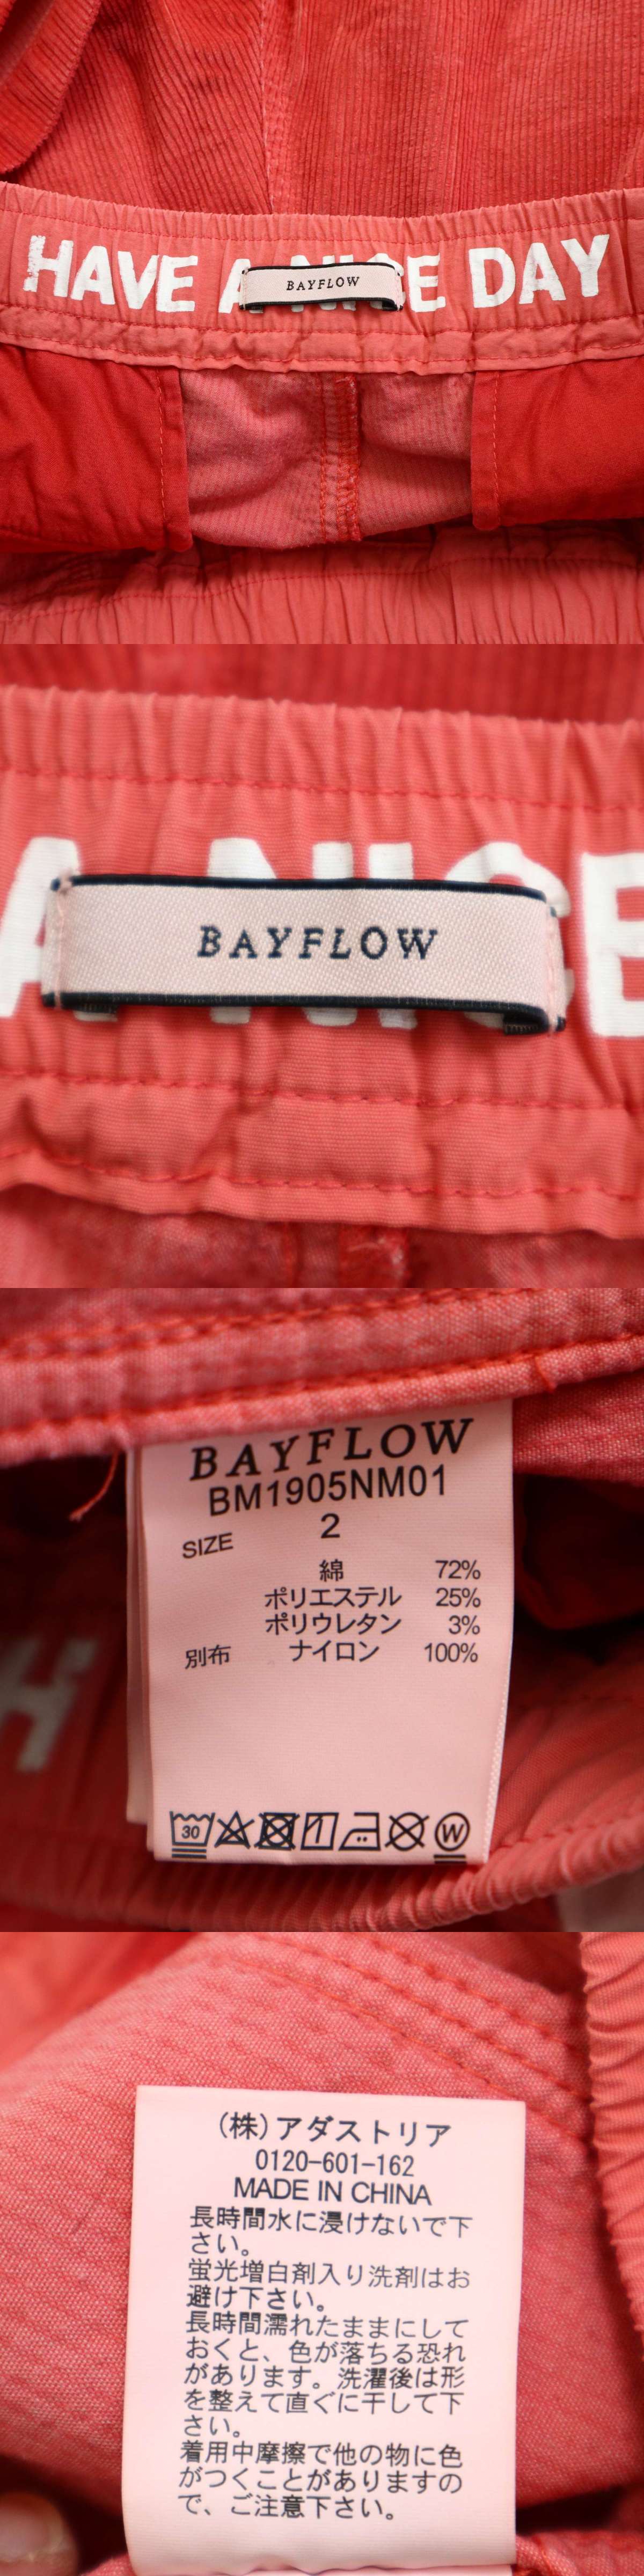 HAVE A NICE DAY
BAYFLOW
A NICE
BAYFLOW
BAYFLOW
BM1905NM01
SIZE 2
綿 72%
ポリエステル 25%
ポリウレタン 3%
別布 ナイロン 100%
H
30
W
(株)アダストリア
0120-601-162
MADE IN CHINA
長時間水に浸けないで下
さい。
蛍光増白剤入り洗剤はお
避け下さい。
長時間濡れたままにして
おくと、色が落ちる恐れ
があります。洗濯後は形
を整えて直ぐに干して下
さい。
着用中摩擦で他の物に色
がつくことがありますの
で、ご注意下さい。